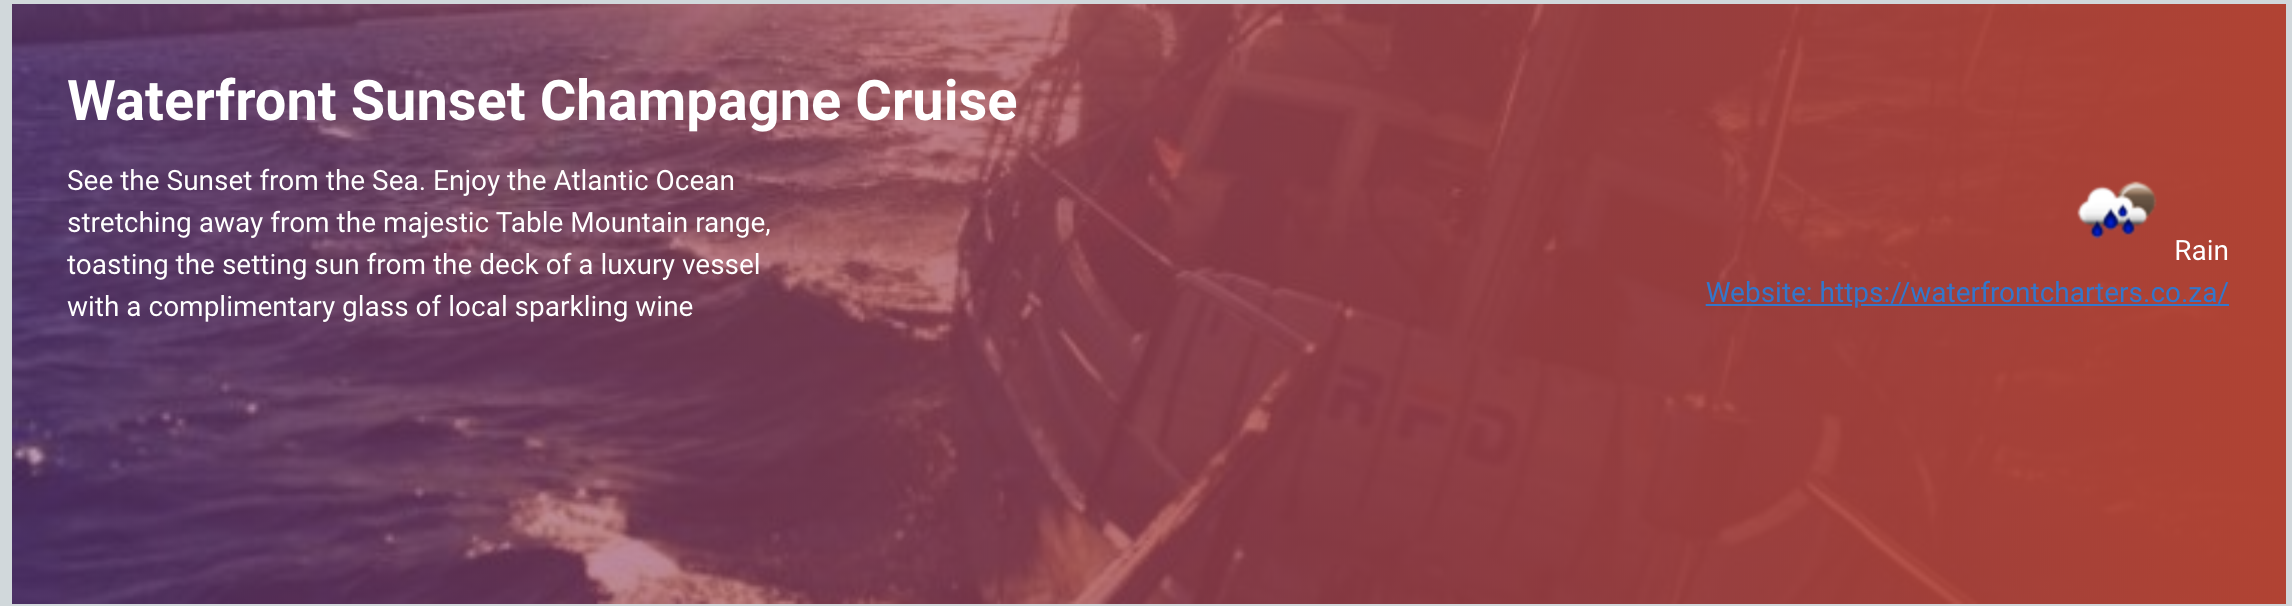 Waterfront Sunset Champagne Cruise
See the Sunset from the Sea. Enjoy the Atlantic Ocean
stretching away from the majestic Table Mountain range,
toasting the setting sun from the deck of a luxury vessel
with a complimentary glass of local sparkling wine
Rain
Website: https://waterfrontcharters.co.za/